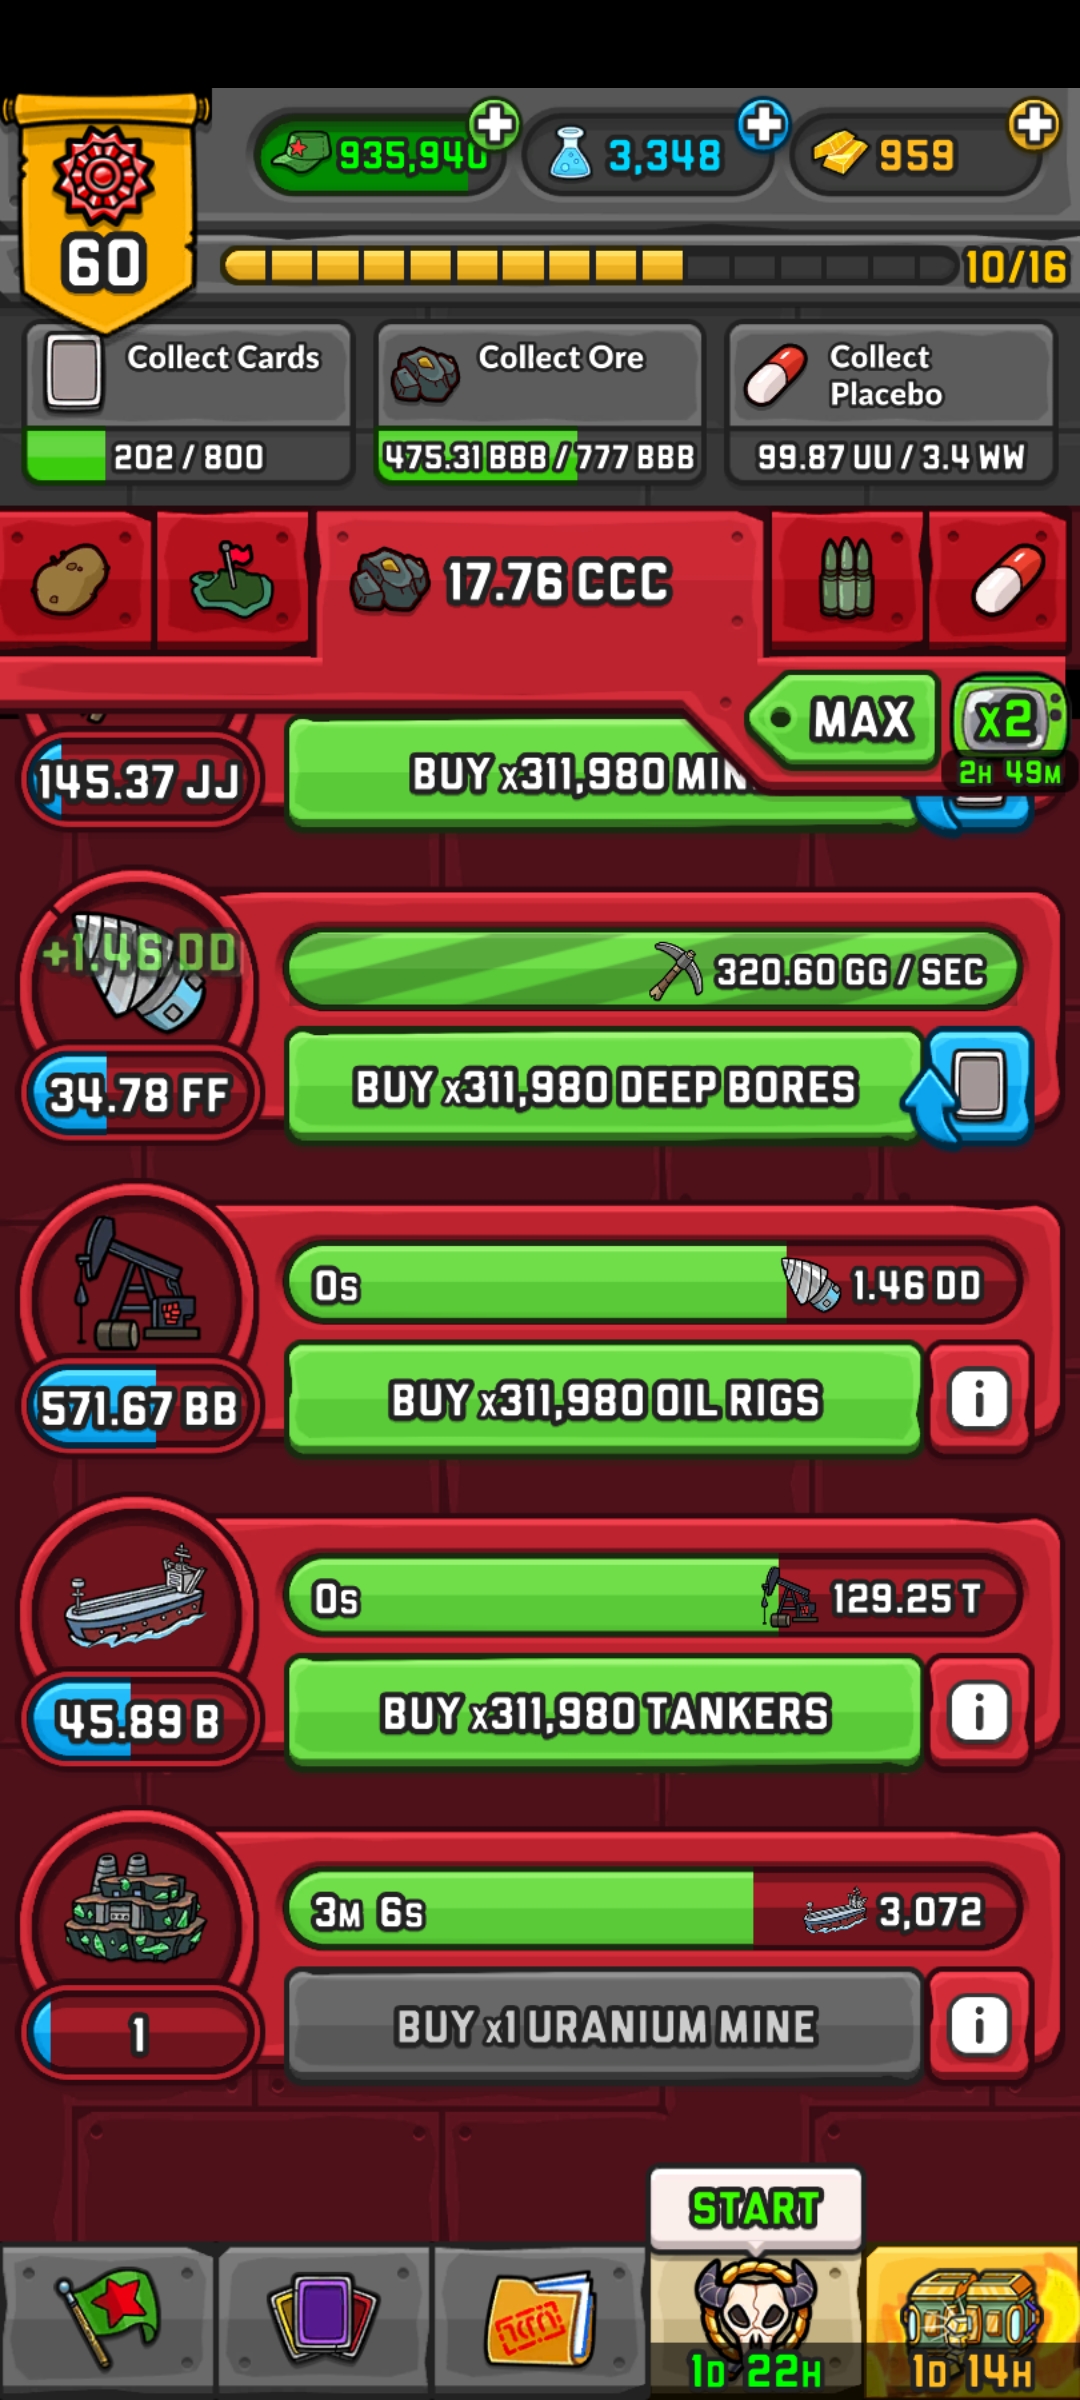 935,940
3,348
959
60
10/16
Collect Cards
202 / 800
Collect Ore
475.31 BBB / 777 BBB
Collect
Placebo
99.87 UU / 3.4 WW
17.76 CCC
MAX
x2
2H 49M
145.37 JJ
BUY x311,980
+1.46 DD
320.60 GG / SEC
34.78 FF
BUY x311,980 DEEP BORES
0s
1.46 DD
571.67 BB
BUY x311,980 OIL RIGS
i
0s
129.25 T
45.89 B
BUY x311,980 TANKERS
i
3M 6s
3,072
1
BUY x1 URANIUM MINE
i
START
1D 22H
1D 14H